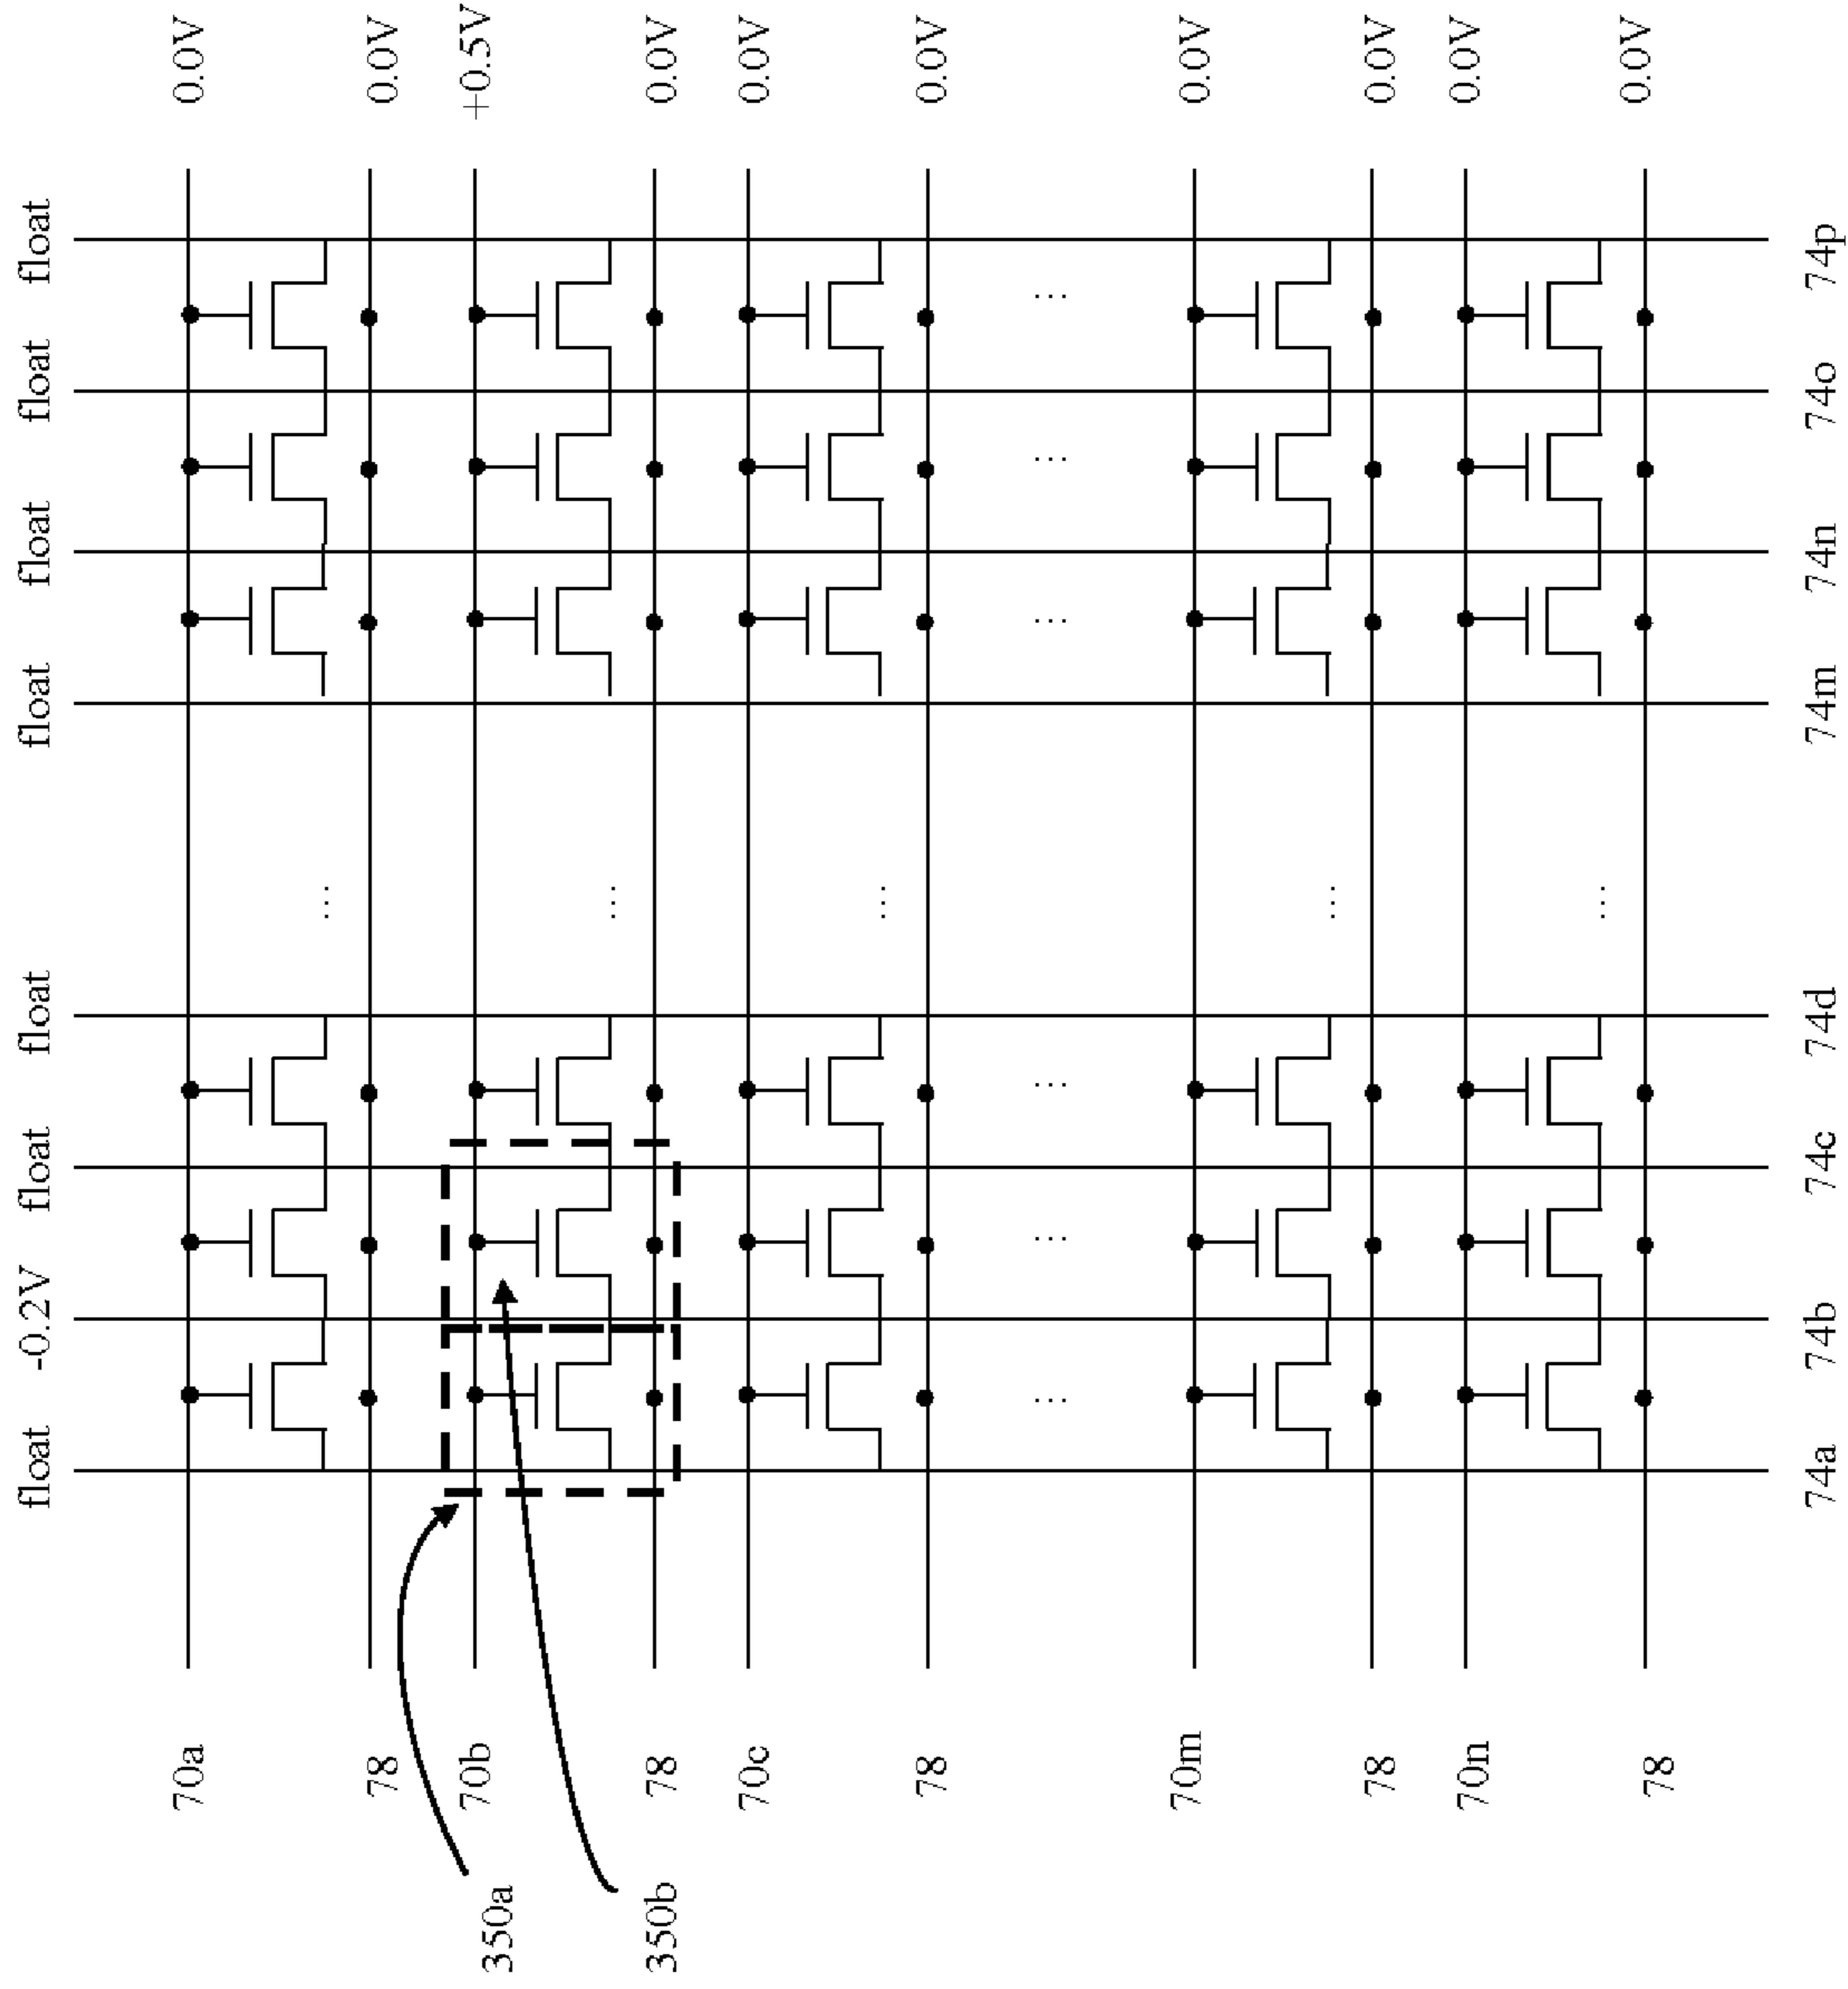 float -0.2V float float float float float float
70a 0.0V
78 0.0V
70b +0.5V
78 0.0V
70c 0.0V
78 0.0V
...
70m 0.0V
78 0.0V
70n 0.0V
78 0.0V
74a 74b 74c 74d 74m 74n 74o 74p
350a
350b